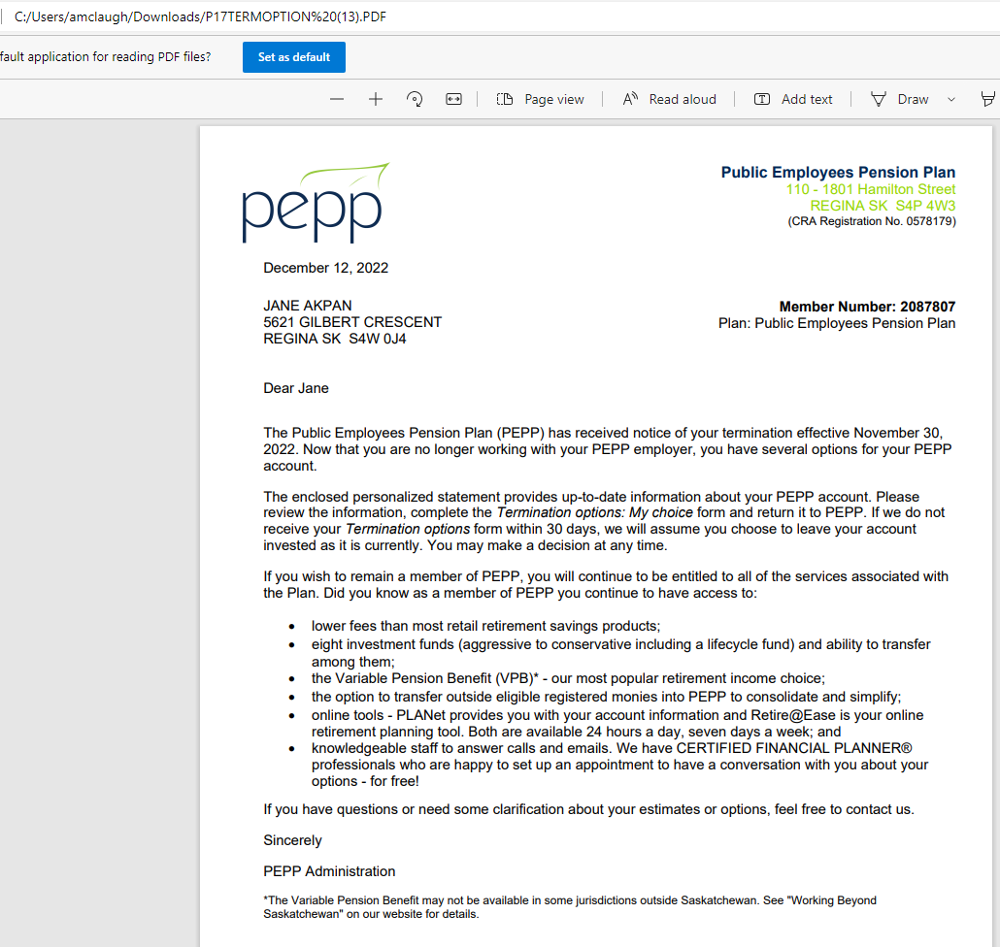 C:/Users/amclaugh/Downloads/P17TERMOPTION%20(13).PDF
fault application for reading PDF files?
Set as default
Page view
Read aloud
Add text
Draw
pepp
Public Employees Pension Plan
110 - 1801 Hamilton Street
REGINA SK  S4P 4W3
(CRA Registration No. 0578179)
December 12, 2022
JANE AKPAN
5621 GILBERT CRESCENT
REGINA SK  S4W 0J4
Member Number: 2087807
Plan: Public Employees Pension Plan
Dear Jane
The Public Employees Pension Plan (PEPP) has received notice of your termination effective November 30,
2022. Now that you are no longer working with your PEPP employer, you have several options for your PEPP
account.
The enclosed personalized statement provides up-to-date information about your PEPP account. Please
review the information, complete the Termination options: My choice form and return it to PEPP. If we do not
receive your Termination options form within 30 days, we will assume you choose to leave your account
invested as it is currently. You may make a decision at any time.
If you wish to remain a member of PEPP, you will continue to be entitled to all of the services associated with
the Plan. Did you know as a member of PEPP you continue to have access to:
• lower fees than most retail retirement savings products;
• eight investment funds (aggressive to conservative including a lifecycle fund) and ability to transfer
among them;
• the Variable Pension Benefit (VPB)* - our most popular retirement income choice;
• the option to transfer outside eligible registered monies into PEPP to consolidate and simplify;
• online tools - PLANet provides you with your account information and Retire@Ease is your online
retirement planning tool. Both are available 24 hours a day, seven days a week; and
• knowledgeable staff to answer calls and emails. We have CERTIFIED FINANCIAL PLANNER®
professionals who are happy to set up an appointment to have a conversation with you about your
options - for free!
If you have questions or need some clarification about your estimates or options, feel free to contact us.
Sincerely
PEPP Administration
*The Variable Pension Benefit may not be available in some jurisdictions outside Saskatchewan. See "Working Beyond
Saskatchewan" on our website for details.